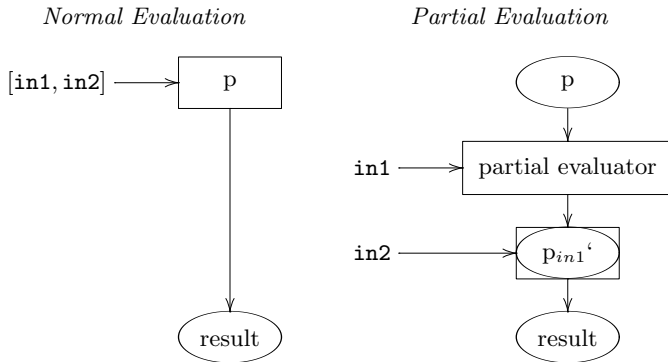 Normal Evaluation
[in1, in2]
p
result
Partial Evaluation
p
in1
partial evaluator
in2
p_in1‘
result